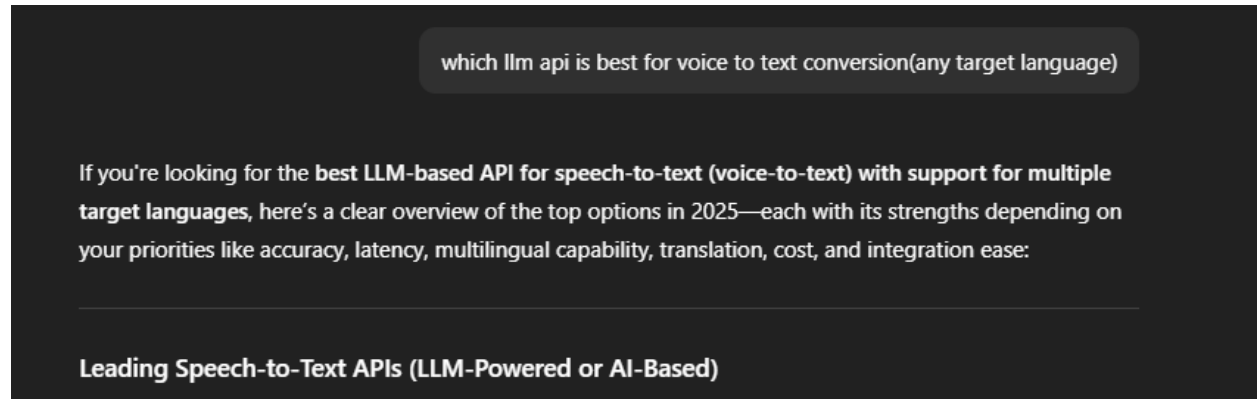 which llm api is best for voice to text conversion(any target language)
If you're looking for the best LLM-based API for speech-to-text (voice-to-text) with support for multiple
target languages, here’s a clear overview of the top options in 2025—each with its strengths depending on
your priorities like accuracy, latency, multilingual capability, translation, cost, and integration ease:
Leading Speech-to-Text APIs (LLM-Powered or AI-Based)